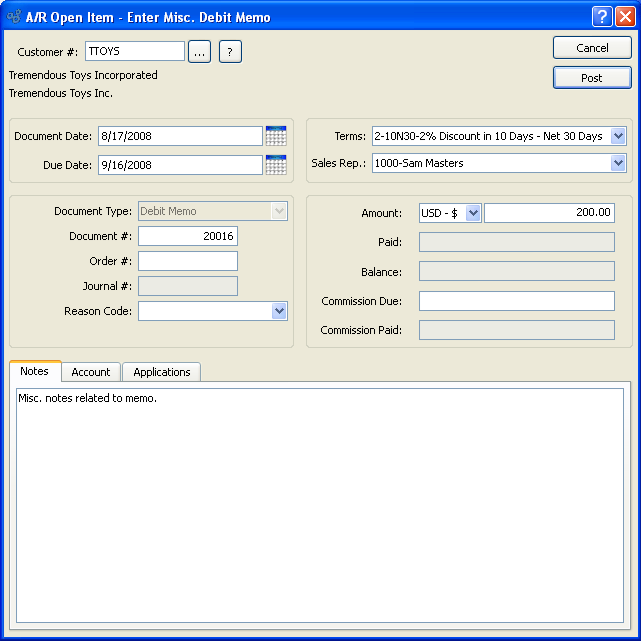 A/R Open Item - Enter Misc. Debit Memo
Customer #: TTOYS ... ? Cancel
Tremendous Toys Incorporated Post
Tremendous Toys Inc.
Document Date: 8/17/2008 Terms: 2-10N30-2% Discount in 10 Days - Net 30 Days
Due Date: 9/16/2008 Sales Rep.: 1000-Sam Masters
Document Type: Debit Memo Amount: USD - $ 200.00
Document #: 20016 Paid:
Order #: Balance:
Journal #: Commission Due:
Reason Code: Commission Paid:
Notes Account Applications
Misc. notes related to memo.